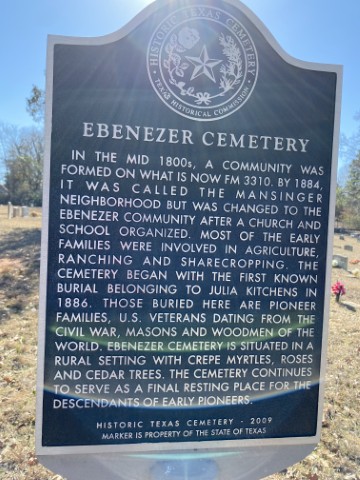 HISTORIC TEXAS CEMETERY
TEXAS HISTORICAL COMMISSION
EBENEZER CEMETERY
IN THE MID 1800s, A COMMUNITY WAS
FORMED ON WHAT IS NOW FM 3310. BY 1884,
IT WAS CALLED THE MANSINGER
NEIGHBORHOOD BUT WAS CHANGED TO THE
EBENEZER COMMUNITY AFTER A CHURCH AND
SCHOOL ORGANIZED. MOST OF THE EARLY
FAMILIES WERE INVOLVED IN AGRICULTURE,
RANCHING AND SHARECROPPING. THE
CEMETERY BEGAN WITH THE FIRST KNOWN
BURIAL BELONGING TO JULIA KITCHENS IN
1886. THOSE BURIED HERE ARE PIONEER
FAMILIES, U.S. VETERANS DATING FROM THE
CIVIL WAR, MASONS AND WOODMEN OF THE
WORLD. EBENEZER CEMETERY IS SITUATED IN A
RURAL SETTING WITH CREPE MYRTLES, ROSES
AND CEDAR TREES. THE CEMETERY CONTINUES
TO SERVE AS A FINAL RESTING PLACE FOR THE
DESCENDANTS OF EARLY PIONEERS.
HISTORIC TEXAS CEMETERY - 2009
MARKER IS PROPERTY OF THE STATE OF TEXAS